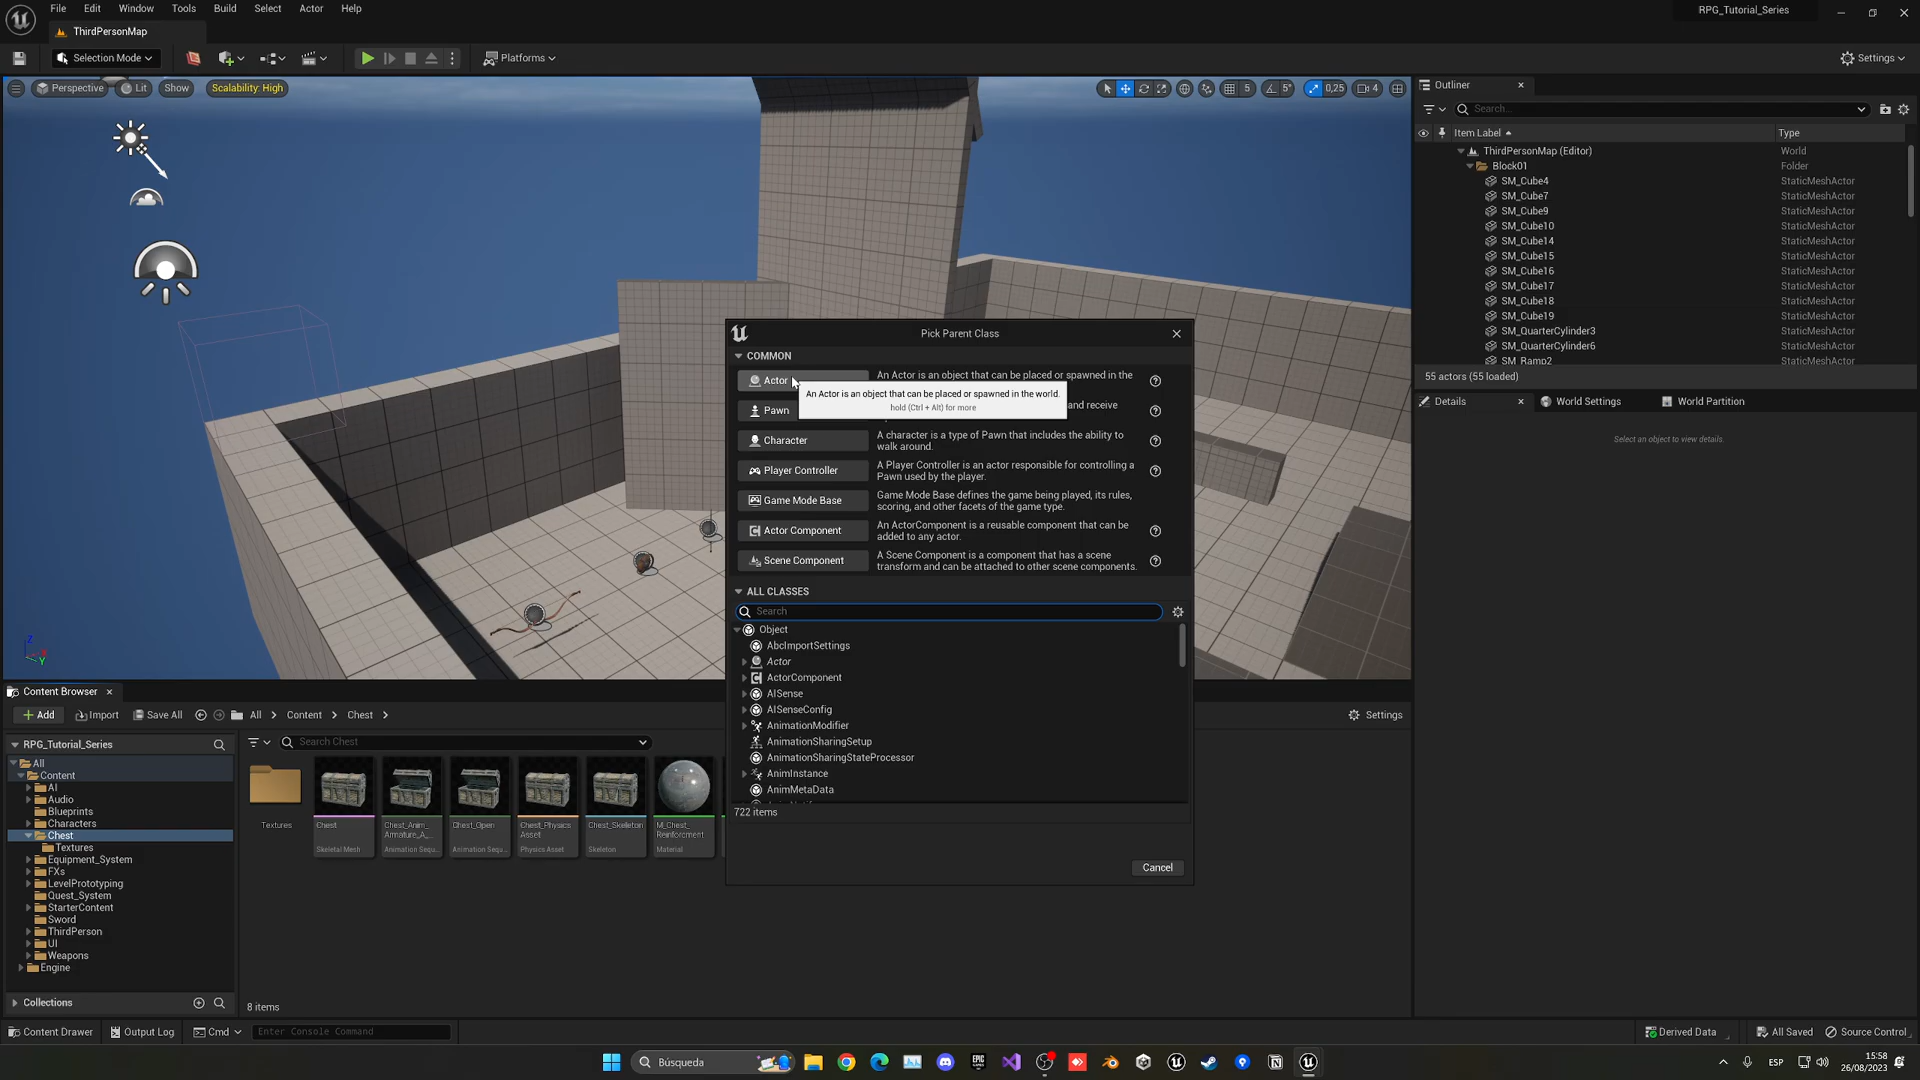 File Edit Window Tools Build Select Actor Help
RPG_Tutorial_Series
ThirdPersonMap
Selection Mode
Platforms
Settings
Perspective Lit Show Scalability: High
5 5° 0,25 4
Outliner
Search...
Item Label Type
ThirdPersonMap (Editor) World
Block01 Folder
SM_Cube4 StaticMeshActor
SM_Cube7 StaticMeshActor
SM_Cube9 StaticMeshActor
SM_Cube10 StaticMeshActor
SM_Cube14 StaticMeshActor
SM_Cube15 StaticMeshActor
SM_Cube16 StaticMeshActor
SM_Cube17 StaticMeshActor
SM_Cube18 StaticMeshActor
SM_Cube19 StaticMeshActor
SM_QuarterCylinder3 StaticMeshActor
SM_QuarterCylinder6 StaticMeshActor
SM_Ramp2 StaticMeshActor
55 actors (55 loaded)
Details World Settings World Partition
Select an object to view details.
Pick Parent Class
COMMON
Actor
An Actor is an object that can be placed or spawned in the
An Actor is an object that can be placed or spawned in the world.
hold (Ctrl + Alt) for more
Pawn
and receive
Character
A character is a type of Pawn that includes the ability to
walk around.
Player Controller
A Player Controller is an actor responsible for controlling a
Pawn used by the player.
Game Mode Base
Game Mode Base defines the game being played, its rules,
scoring, and other facets of the game type.
Actor Component
An ActorComponent is a reusable component that can be
added to any actor.
Scene Component
A Scene Component is a component that has a scene
transform and can be attached to other scene components.
ALL CLASSES
Search
Object
AbcImportSettings
Actor
ActorComponent
AISense
AISenseConfig
AnimationModifier
AnimationSharingSetup
AnimationSharingStateProcessor
AnimInstance
AnimMetaData
722 items
Cancel
Z
Y
Content Browser
Add Import Save All All Content Chest
Settings
RPG_Tutorial_Series
Search Chest
All
Content
AI
Audio
Blueprints
Characters
Chest
Textures
Equipment_System
FXs
LevelPrototyping
Quest_System
StarterContent
Sword
ThirdPerson
UI
Weapons
Engine
Collections
Textures
Chest
Skeletal Mesh
Chest_Anim_
Armature_A_...
Animation Sequ...
Chest_Open
Animation Sequ...
Chest_Physics
Asset
Physics Asset
Chest_Skeleton
Skeleton
M_Chest_
Reinforcment
Material
8 items
Content Drawer Output Log Cmd Enter Console Command
Derived Data All Saved Source Control
Búsqueda
EPIC
ESP
15:58
26/08/2023